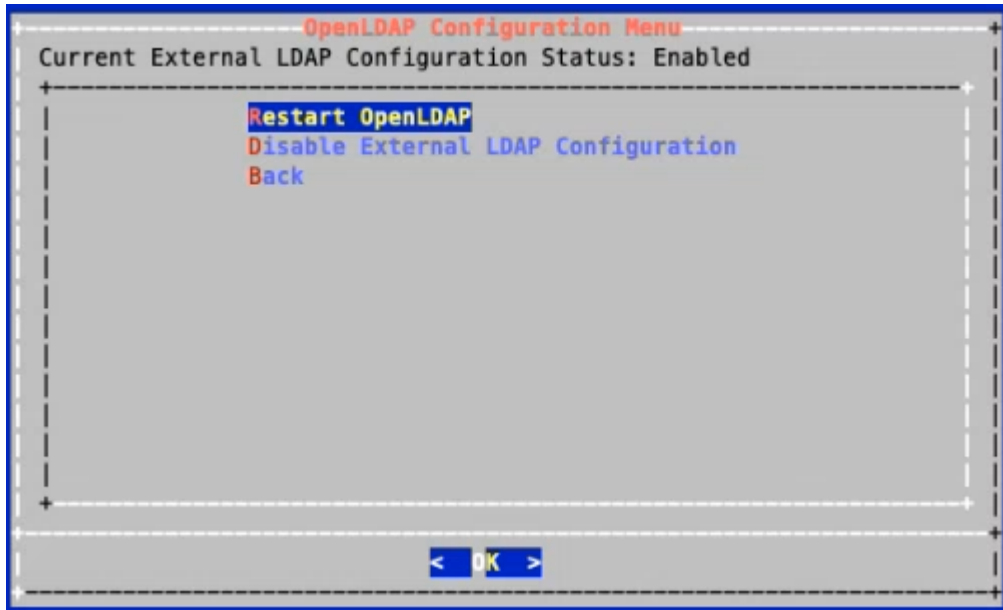 OpenLDAP Configuration Menu
Current External LDAP Configuration Status: Enabled
Restart OpenLDAP
Disable External LDAP Configuration
Back
< OK >